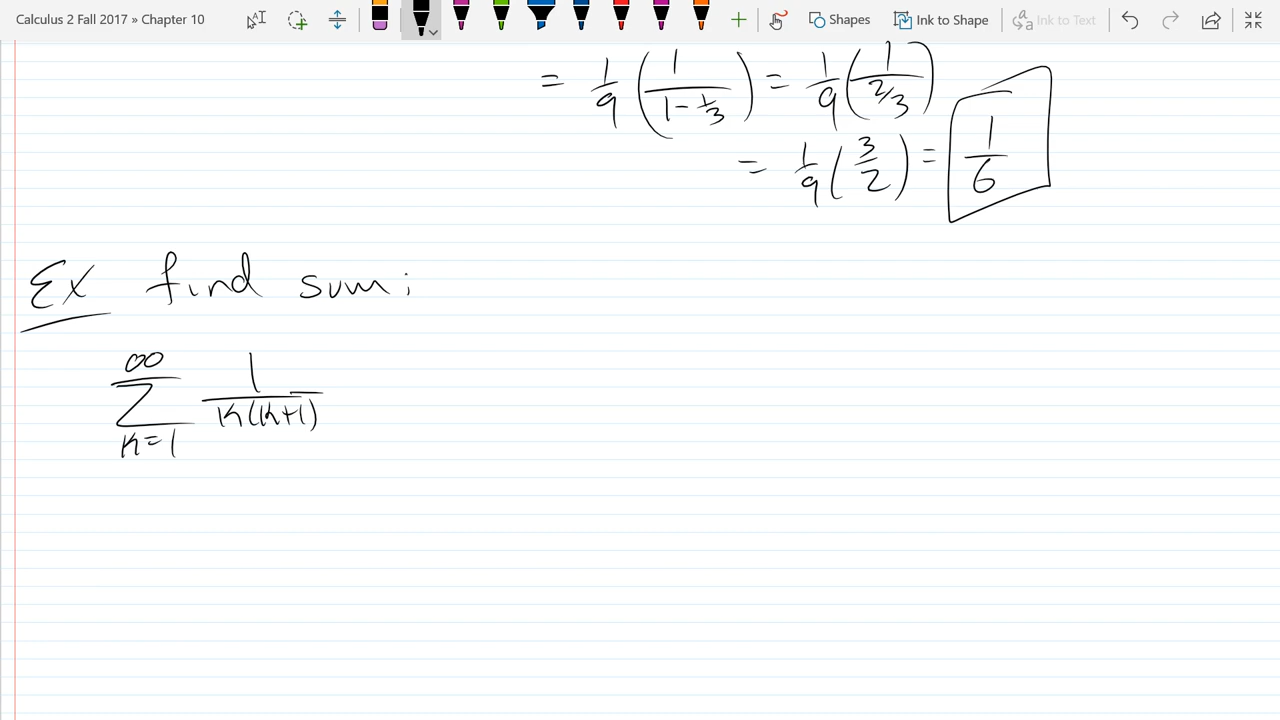 Calculus 2 Fall 2017 » Chapter 10
Shapes
Ink to Shape
Ink to Text
= 1/9 (1/(1 - 1/3)) = 1/9 (1/(2/3))
= 1/9 (3/2) = 1/6
Ex find sum:
∞
∑ 1/(k(k+1))
k=1